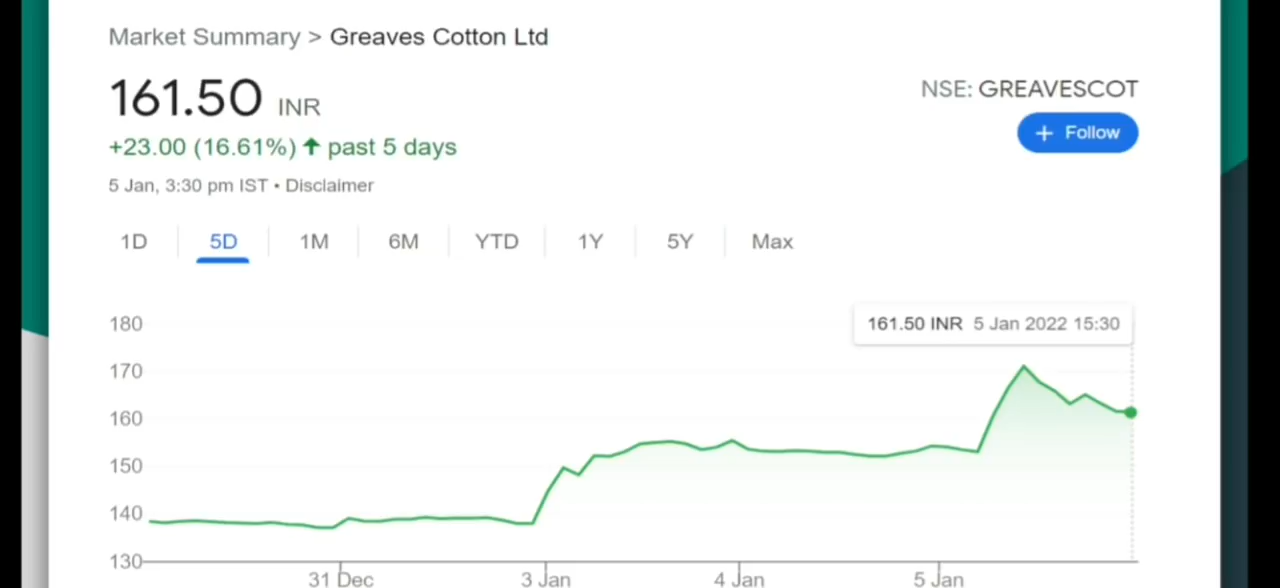 Market Summary > Greaves Cotton Ltd
161.50 INR
NSE: GREAVESCOT
+ Follow
+23.00 (16.61%) ↑ past 5 days
5 Jan, 3:30 pm IST • Disclaimer
1D 5D 1M 6M YTD 1Y 5Y Max
161.50 INR 5 Jan 2022 15:30
180
170
160
150
140
130
31 Dec 3 Jan 4 Jan 5 Jan